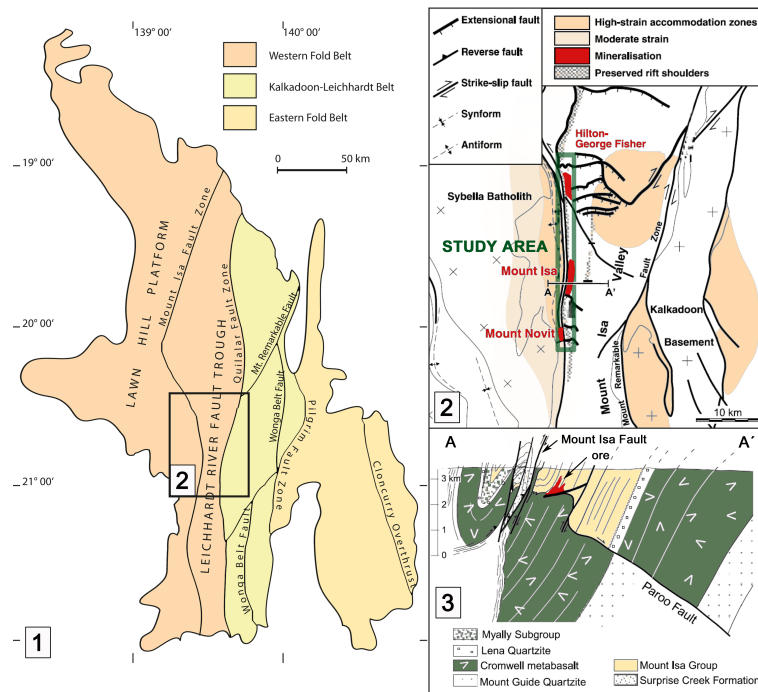 139° 00'
140° 00'
Western Fold Belt
Kalkadoon-Leichhardt Belt
Eastern Fold Belt
0
50 km
19° 00'
20° 00'
21° 00'
LAWN HILL PLATFORM
Mount Isa Fault Zone
LEICHHARDT RIVER FAULT TROUGH
Quilalar Fault Zone
Mt. Remarkable Fault
Wonga Belt Fault
Pilgrim Fault Zone
Wonga Belt Fault
Cloncurry Overthrust
2
1
Extensional fault
Reverse fault
Strike-slip fault
Synform
Antiform
High-strain accommodation zones
Moderate strain
Mineralisation
Preserved rift shoulders
Hilton-
George Fisher
Sybella Batholith
STUDY AREA
Mount Isa
A
A'
Mount Novit
Valley
Fault
Zone
Mount Isa
Mount Remarkable
Kalkadoon
Basement
10 km
2
A
A´
Mount Isa Fault
ore
3 km
2
1
0
Paroo Fault
3
Myally Subgroup
Lena Quartzite
Cromwell metabasalt
Mount Guide Quartzite
Mount Isa Group
Surprise Creek Formation